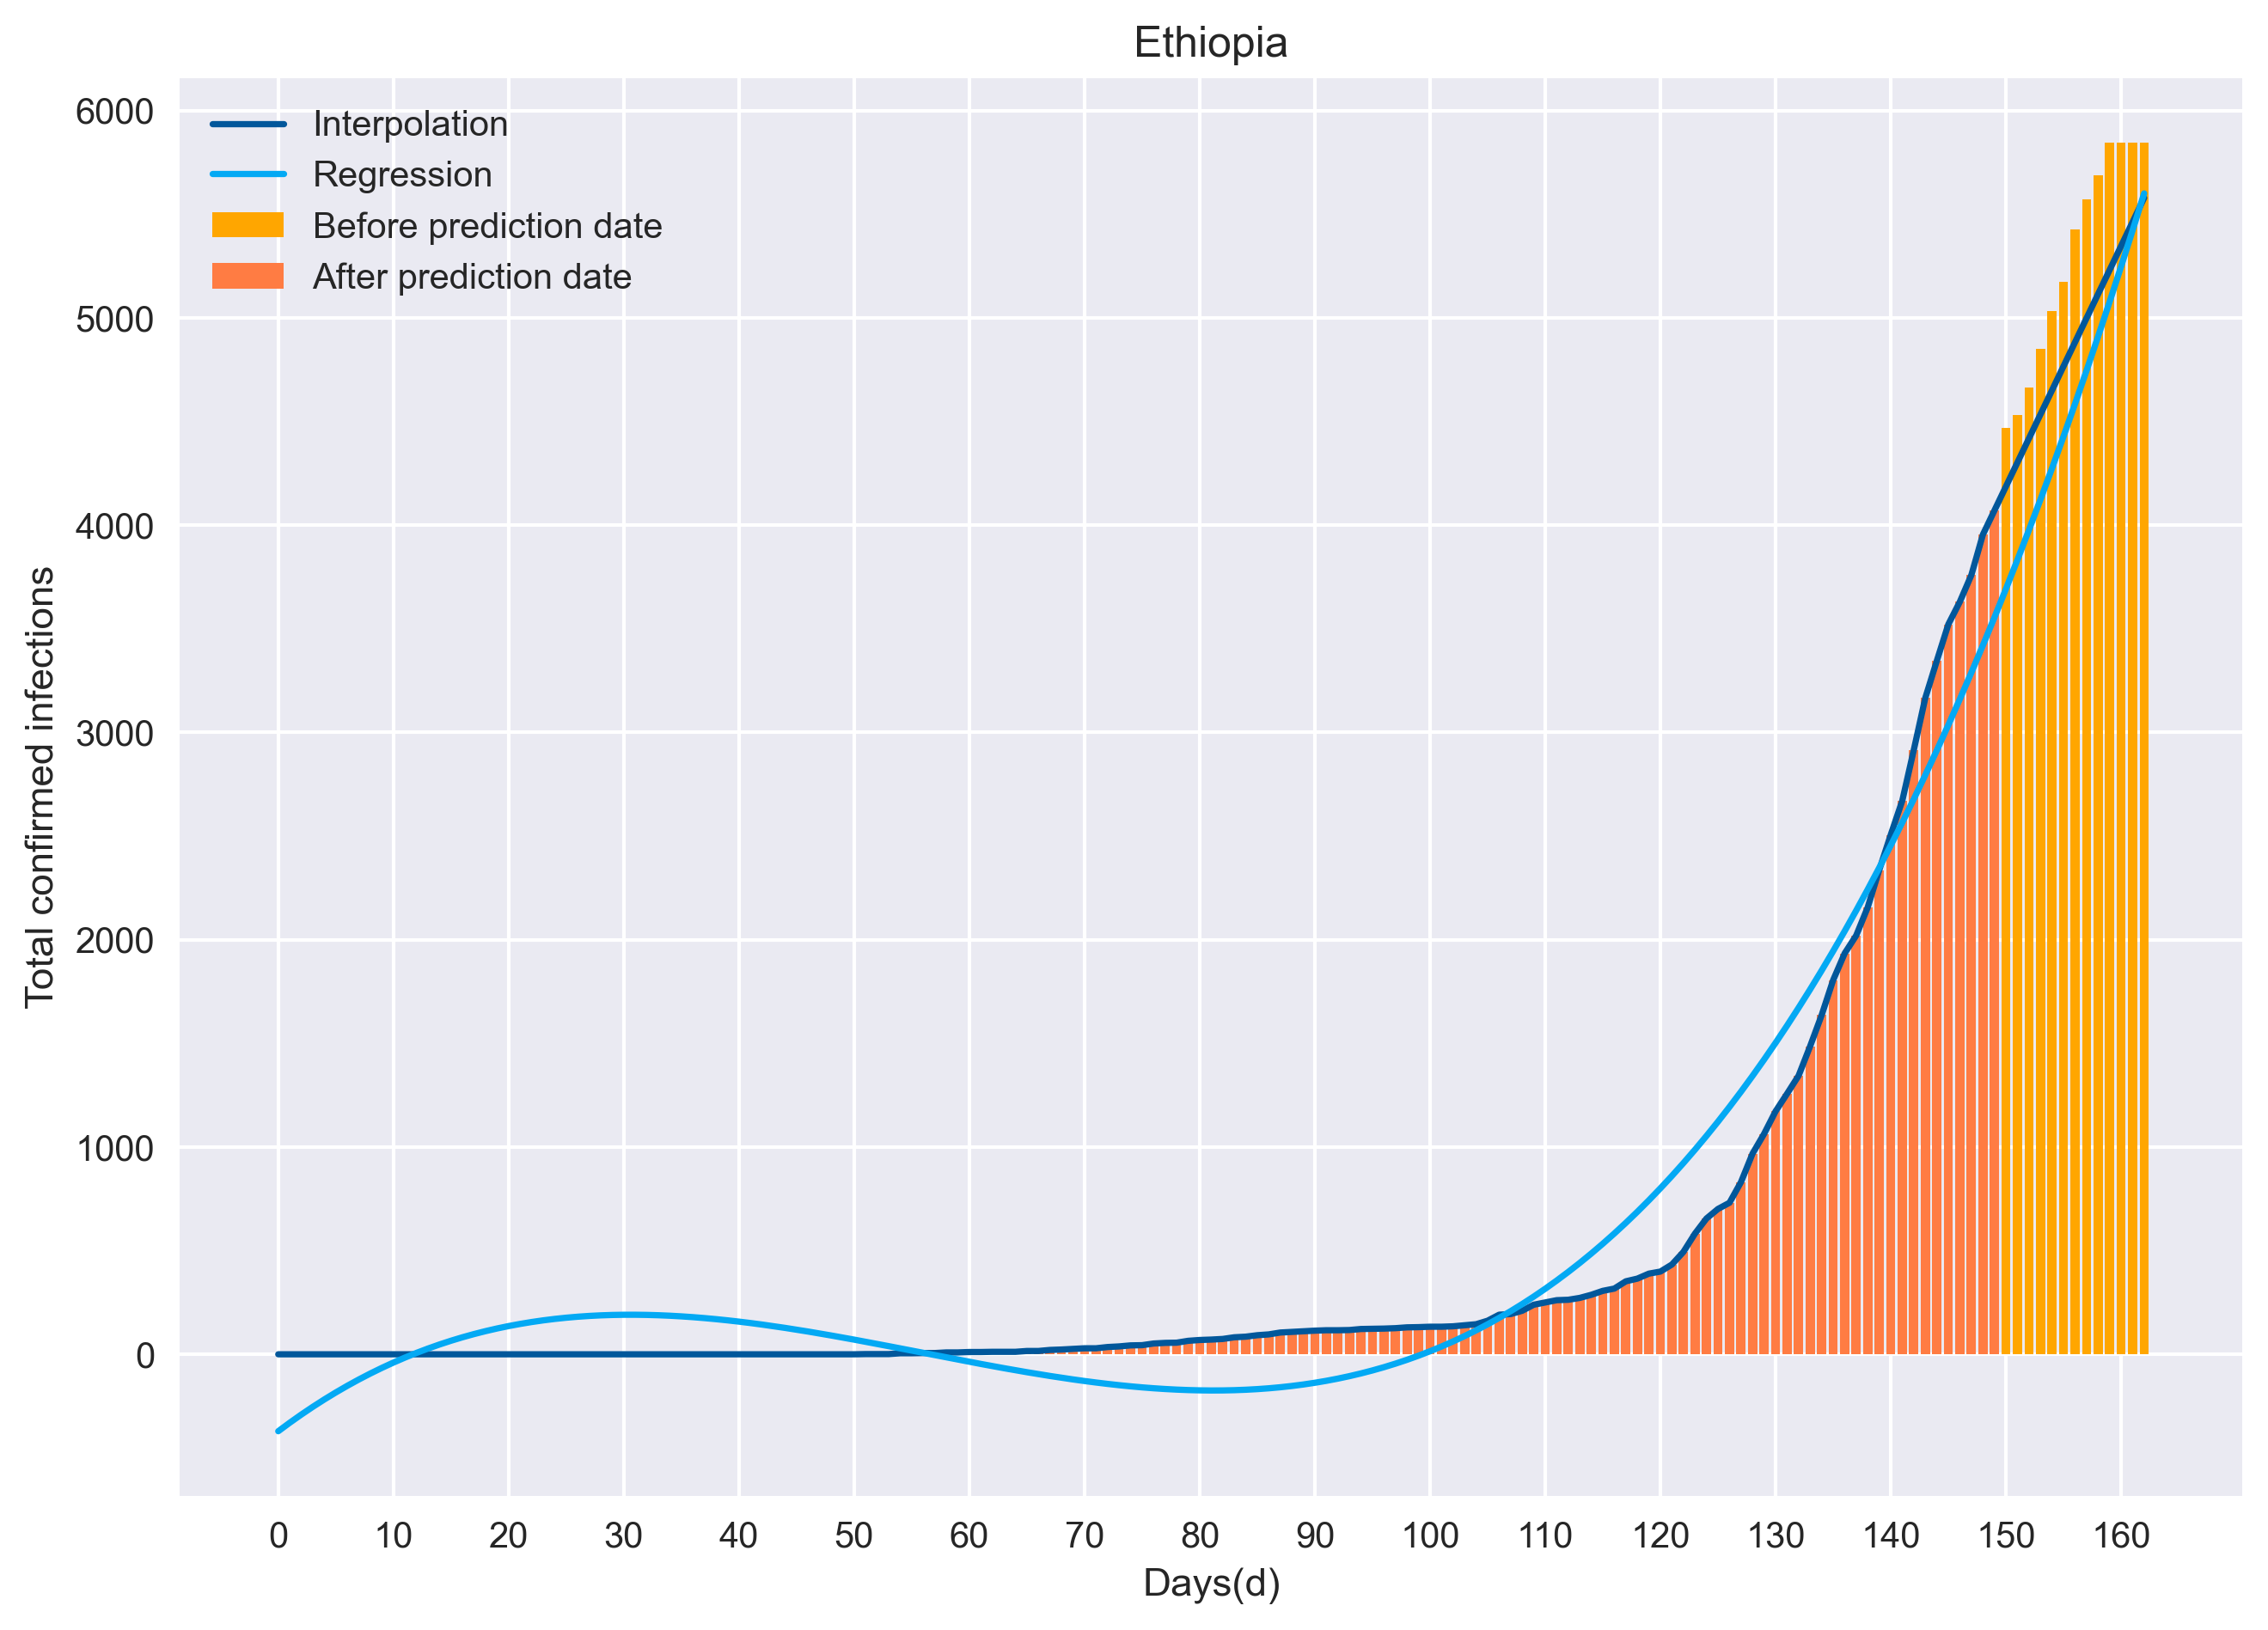 Ethiopia
6000
5000
4000
3000
2000
1000
0
Total confirmed infections
Interpolation
Regression
Before prediction date
After prediction date
0 10 20 30 40 50 60 70 80 90 100 110 120 130 140 150 160
Days(d)